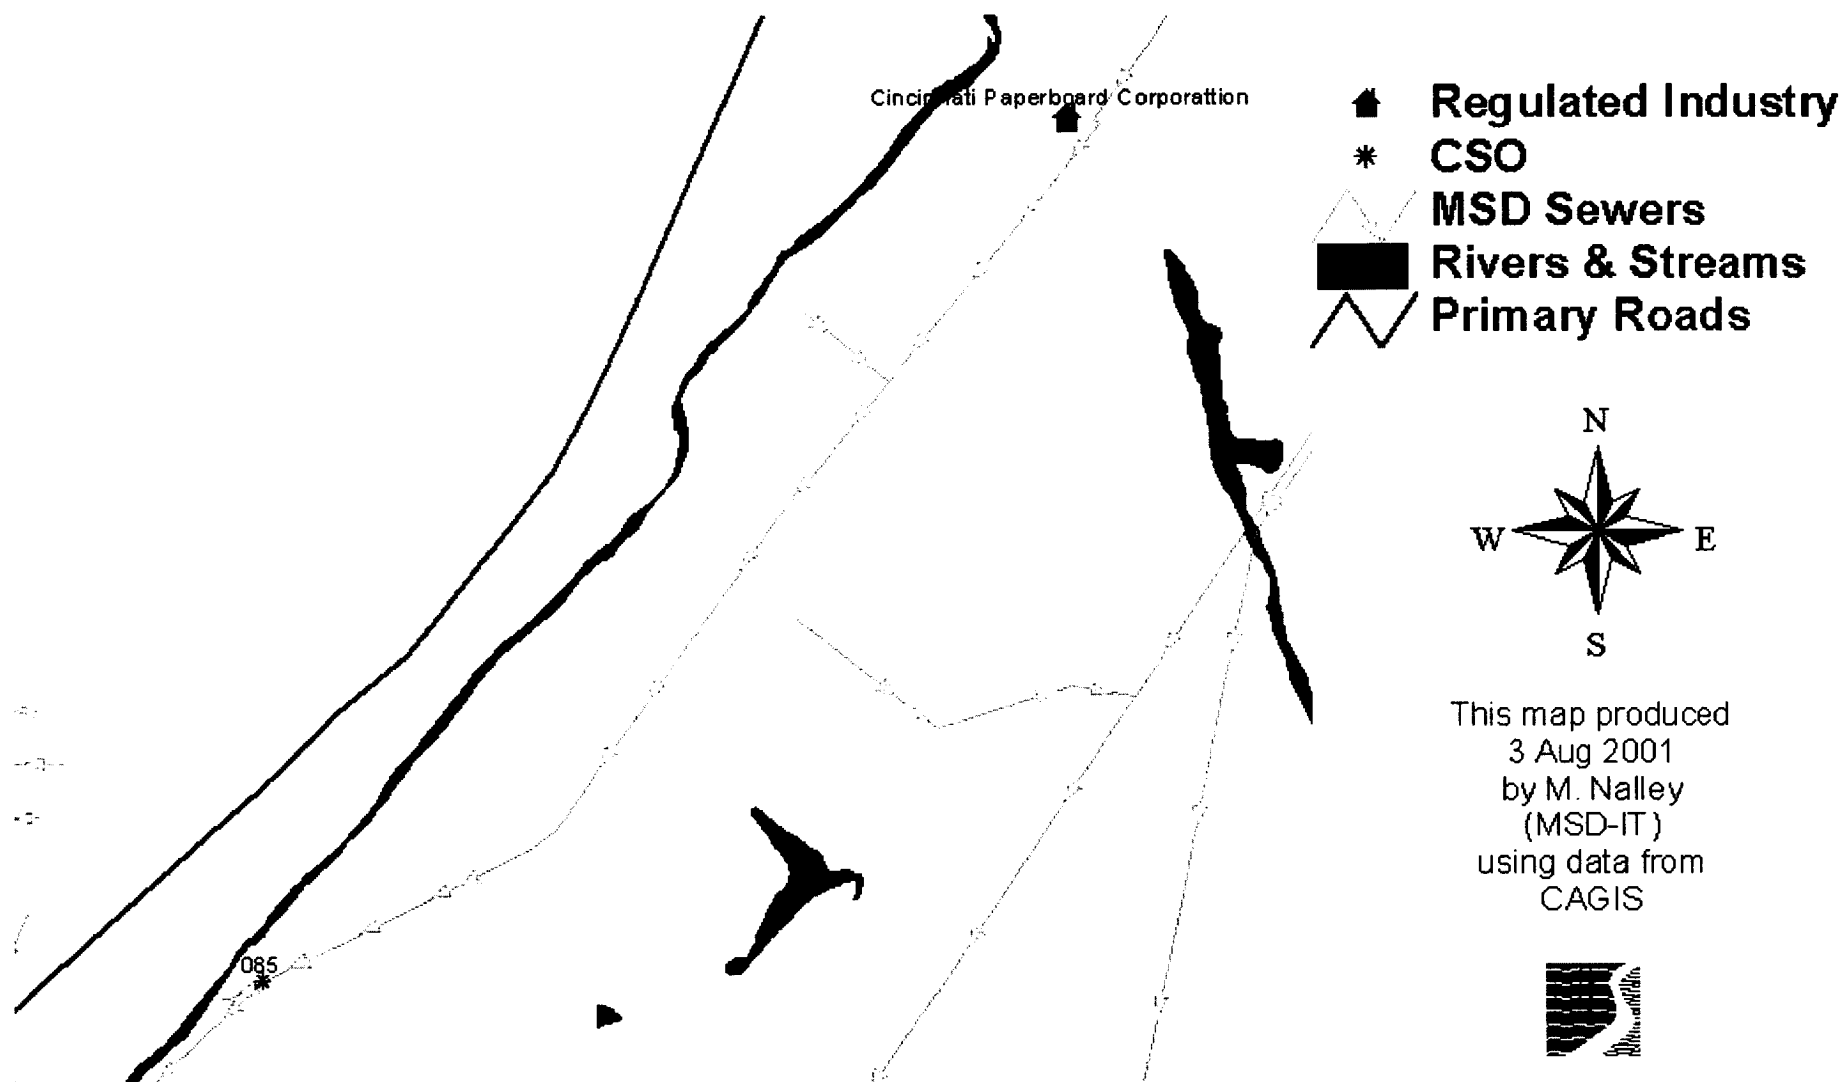 Cincinnati Paperboard Corporattion
Regulated Industry
CSO
MSD Sewers
Rivers & Streams
Primary Roads
N
W
E
S
This map produced
3 Aug 2001
by M. Nalley
(MSD-IT)
using data from
CAGIS
085